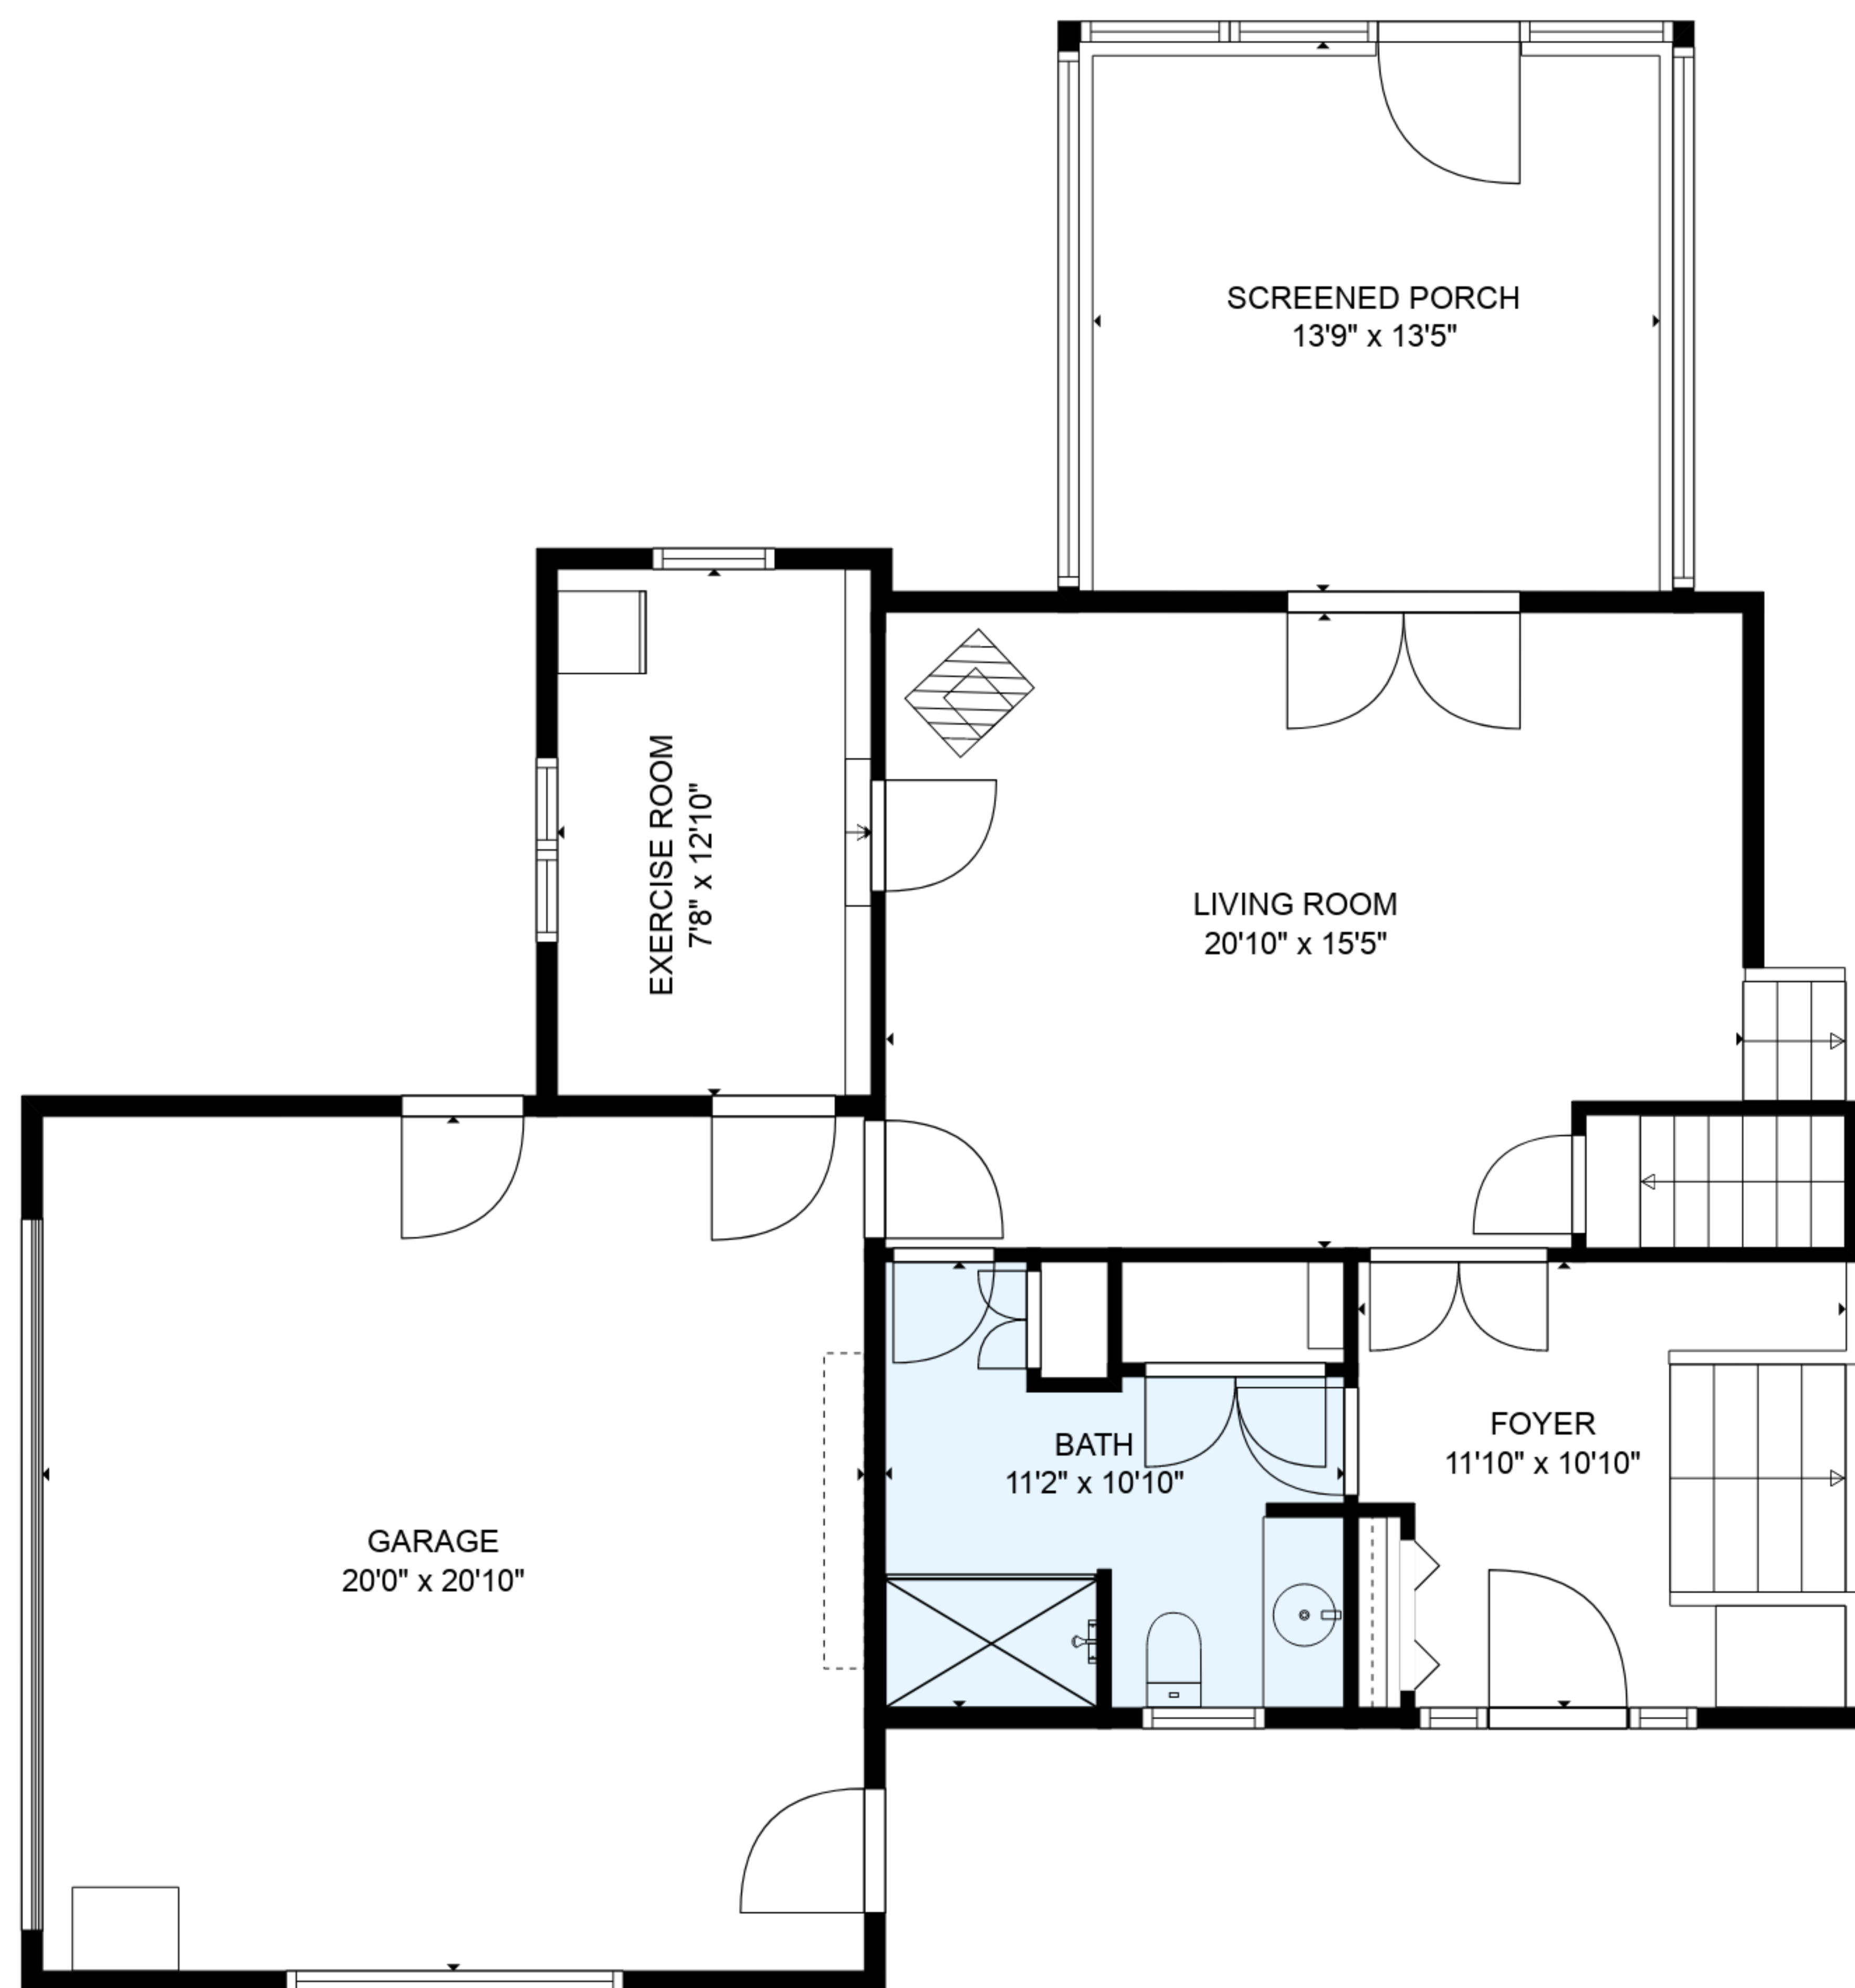 SCREENED PORCH
13'9" x 13'5"
EXERCISE ROOM
7'8" x 12'10"
LIVING ROOM
20'10" x 15'5"
BATH
11'2" x 10'10"
FOYER
11'10" x 10'10"
GARAGE
20'0" x 20'10"